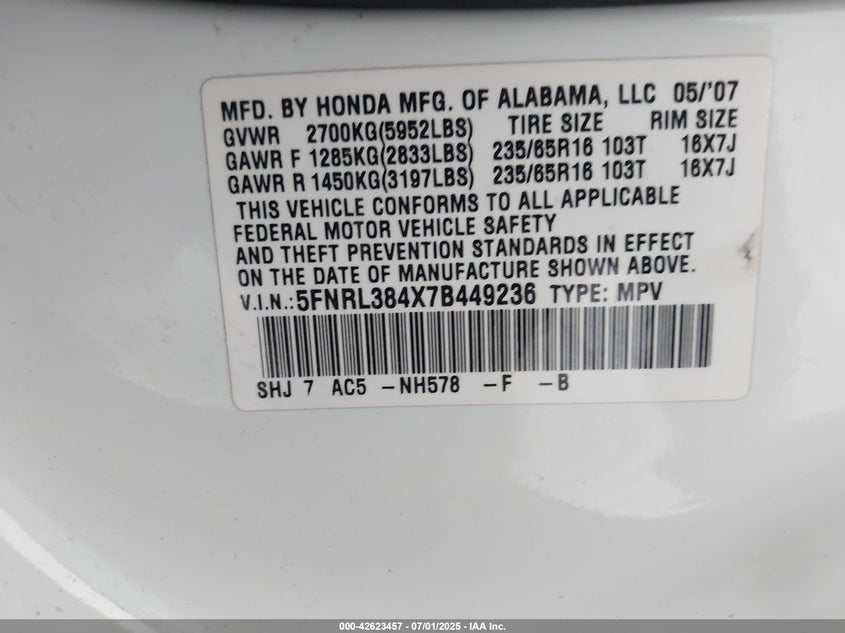 MFD. BY HONDA MFG. OF ALABAMA, LLC 05/'07
GVWR 2700KG(5952LBS) TIRE SIZE RIM SIZE
GAWR F 1285KG(2833LBS) 235/65R16 103T 16X7J
GAWR R 1450KG(3197LBS) 235/65R16 103T 16X7J
THIS VEHICLE CONFORMS TO ALL APPLICABLE
FEDERAL MOTOR VEHICLE SAFETY
AND THEFT PREVENTION STANDARDS IN EFFECT
ON THE DATE OF MANUFACTURE SHOWN ABOVE.
V.I.N.:5FNRL384X7B449236 TYPE: MPV
SHJ 7 AC5 -NH578 -F -B
000-42623457 - 07/01/2025 - IAA Inc.